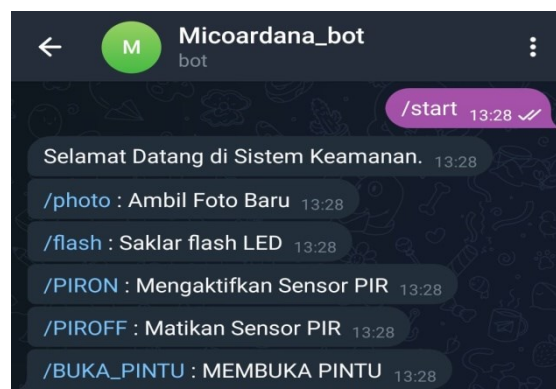 M
Micoardana_bot
bot
/start 13:28
Selamat Datang di Sistem Keamanan. 13:28
/photo : Ambil Foto Baru 13:28
/flash : Saklar flash LED 13:28
/PIRON : Mengaktifkan Sensor PIR 13:28
/PIROFF : Matikan Sensor PIR 13:28
/BUKA_PINTU : MEMBUKA PINTU 13:28